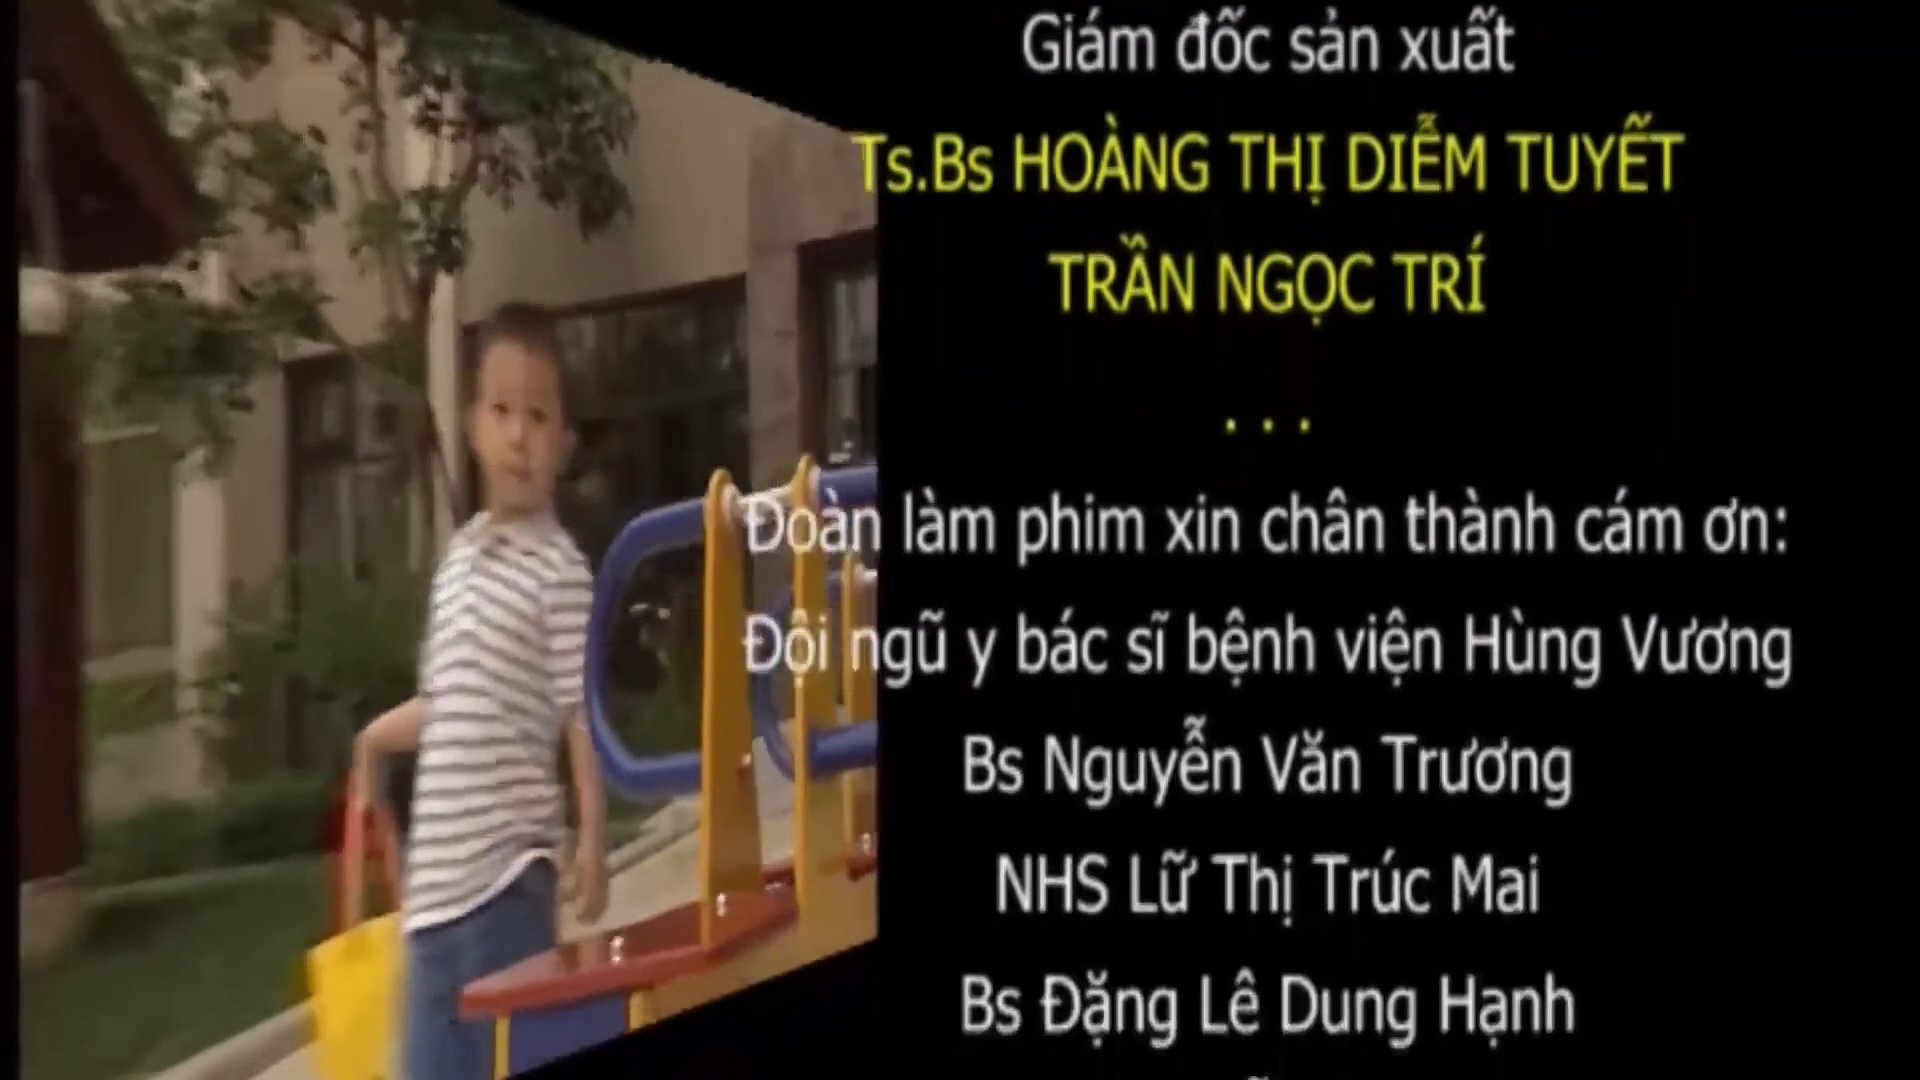 Giám đốc sản xuất
Ts.Bs HOÀNG THỊ DIỄM TUYẾT
TRẦN NGỌC TRÍ
. . .
Đoàn làm phim xin chân thành cám ơn:
Đội ngũ y bác sĩ bệnh viện Hùng Vương
Bs Nguyễn Văn Trương
NHS Lữ Thị Trúc Mai
Bs Đặng Lê Dung Hạnh